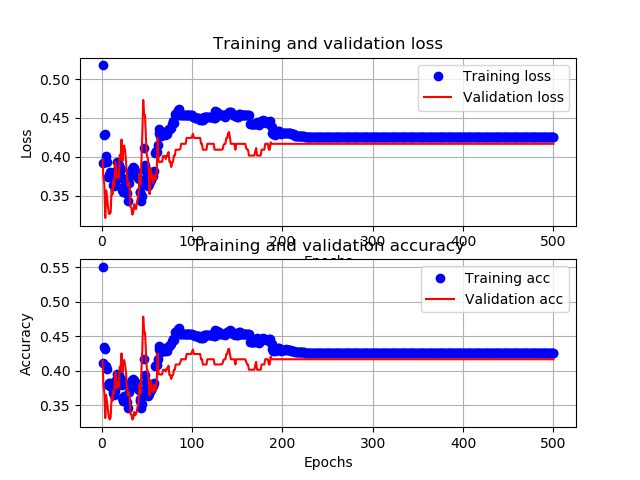 Training and validation loss
Loss
0.50
0.45
0.40
0.35
Training loss
Validation loss
0 100 200 300 400 500
Epochs
Training and validation accuracy
Accuracy
0.55
0.50
0.45
0.40
0.35
Training acc
Validation acc
0 100 200 300 400 500
Epochs